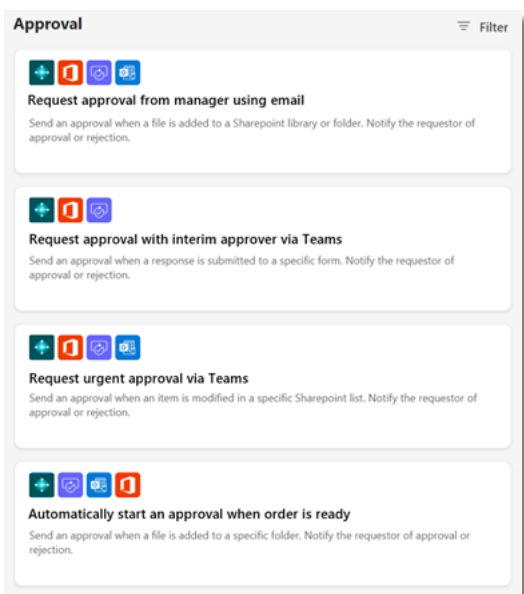 Approval
Filter
Request approval from manager using email
Send an approval when a file is added to a Sharepoint library or folder. Notify the requestor of
approval or rejection.
Request approval with interim approver via Teams
Send an approval when a response is submitted to a specific form. Notify the requestor of
approval or rejection.
Request urgent approval via Teams
Send an approval when an item is modified in a specific Sharepoint list. Notify the requestor of
approval or rejection.
Automatically start an approval when order is ready
Send an approval when a file is added to a specific folder. Notify the requestor of approval or
rejection.